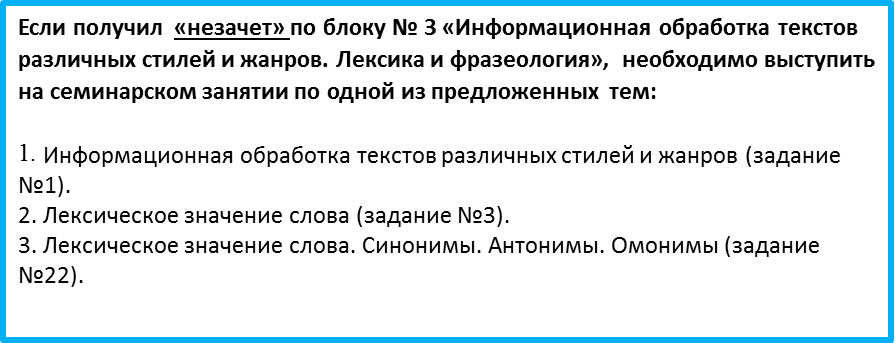 Если получил «незачет» по блоку № 3 «Информационная обработка текстов
различных стилей и жанров. Лексика и фразеология», необходимо выступить
на семинарском занятии по одной из предложенных тем:
1. Информационная обработка текстов различных стилей и жанров (задание
№1).
2. Лексическое значение слова (задание №3).
3. Лексическое значение слова. Синонимы. Антонимы. Омонимы (задание
№22).